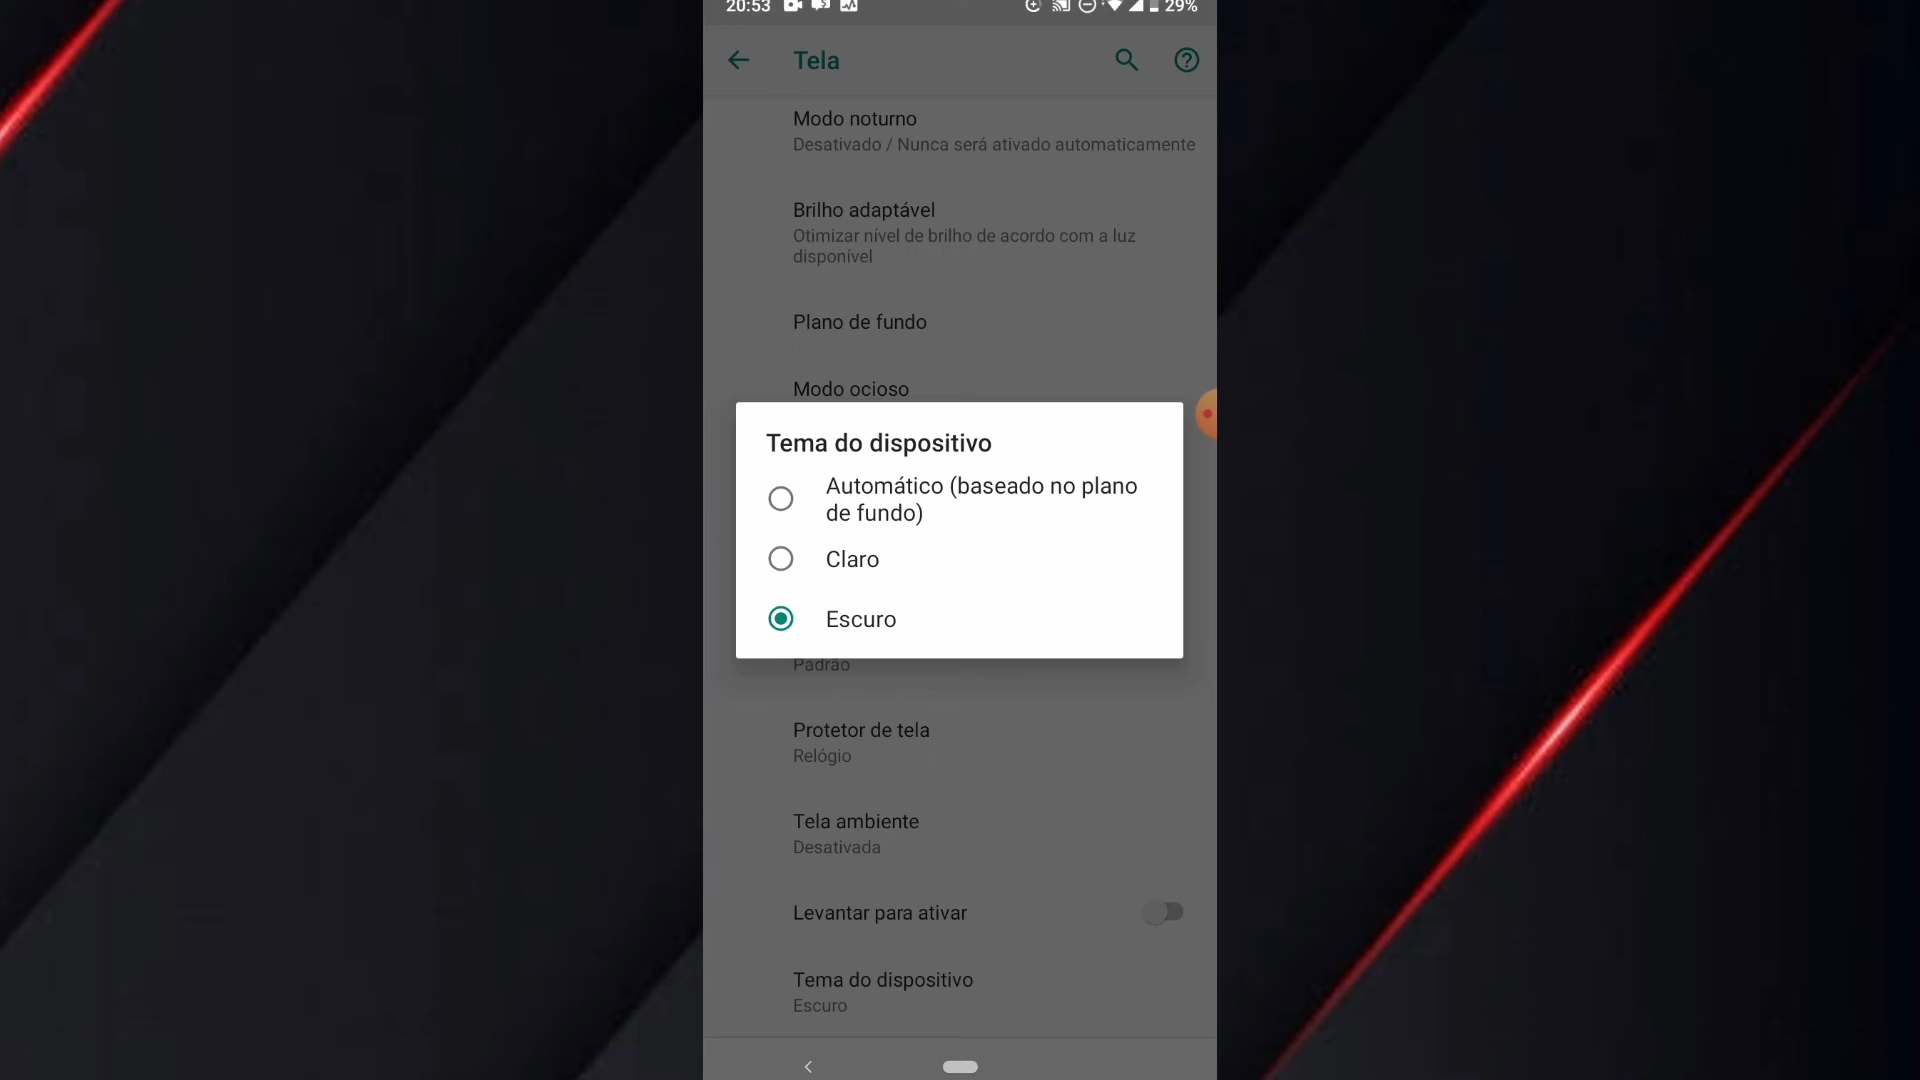 20:53
29%
Tela
Modo noturno
Desativado / Nunca será ativado automaticamente
Brilho adaptável
Otimizar nível de brilho de acordo com a luz
disponível
Plano de fundo
Modo ocioso
Tema do dispositivo
Automático (baseado no plano
de fundo)
Claro
Escuro
Padrão
Protetor de tela
Relógio
Tela ambiente
Desativada
Levantar para ativar
Tema do dispositivo
Escuro